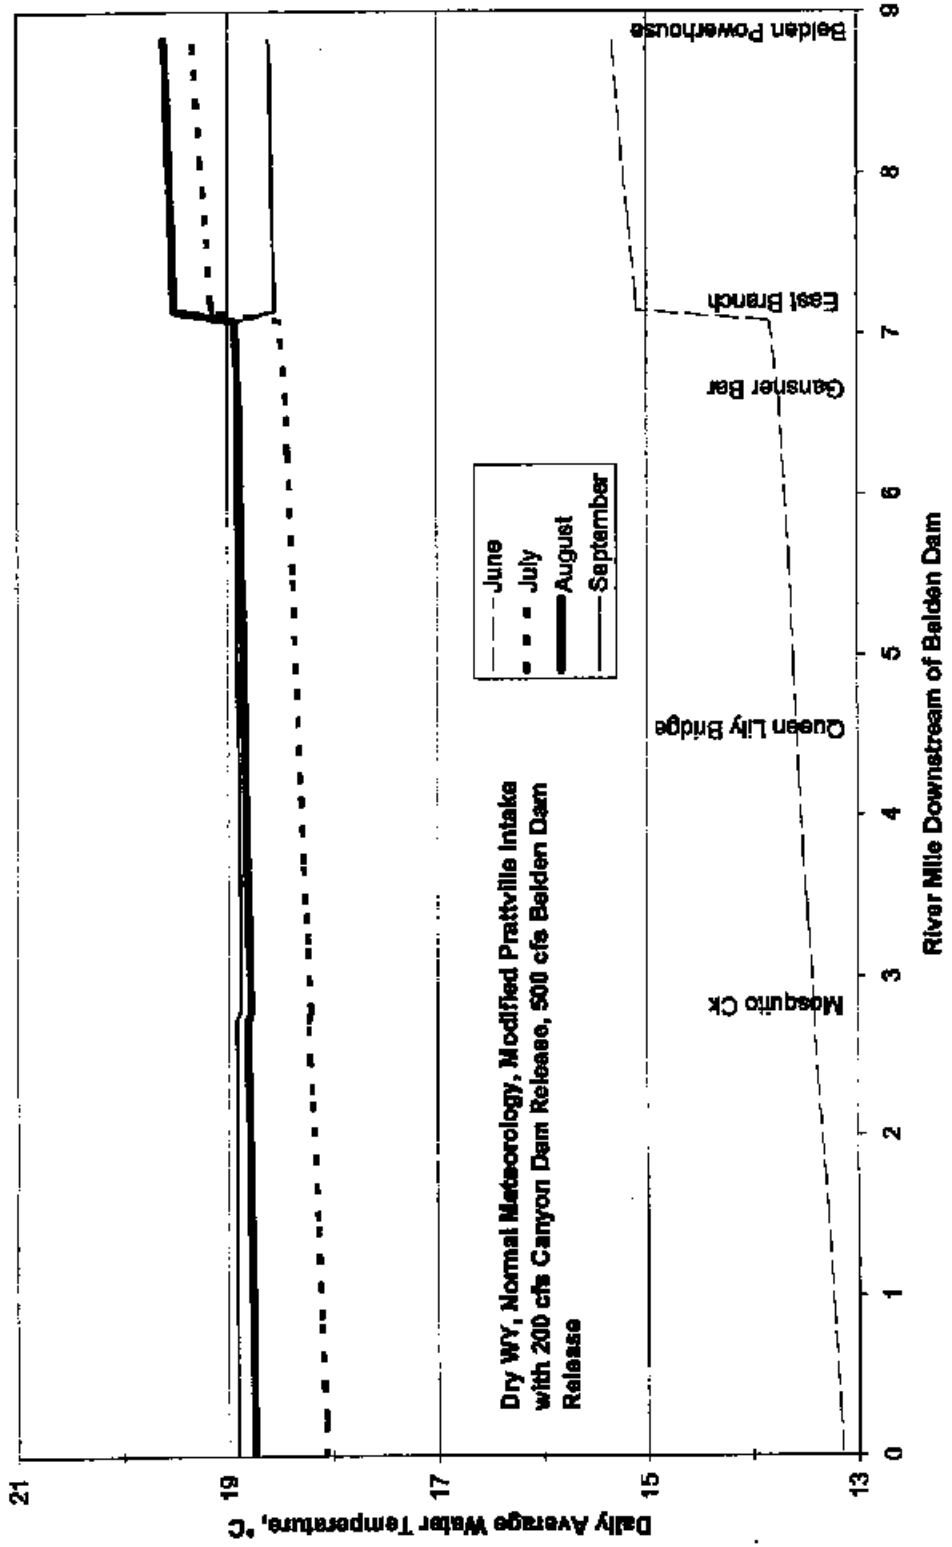 Daily Average Water Temperature, °C
21
19
17
15
13
Dry WY, Normal Meteorology, Modified Prattville Intake
with 200 cfs Canyon Dam Release, 500 cfs Belden Dam
Release
June
July
August
September
Mosquito Ck
Queen Lily Bridge
Gansner Bar
East Branch
Belden Powerhouse
0
1
2
3
4
5
6
7
8
9
River Mile Downstream of Belden Dam